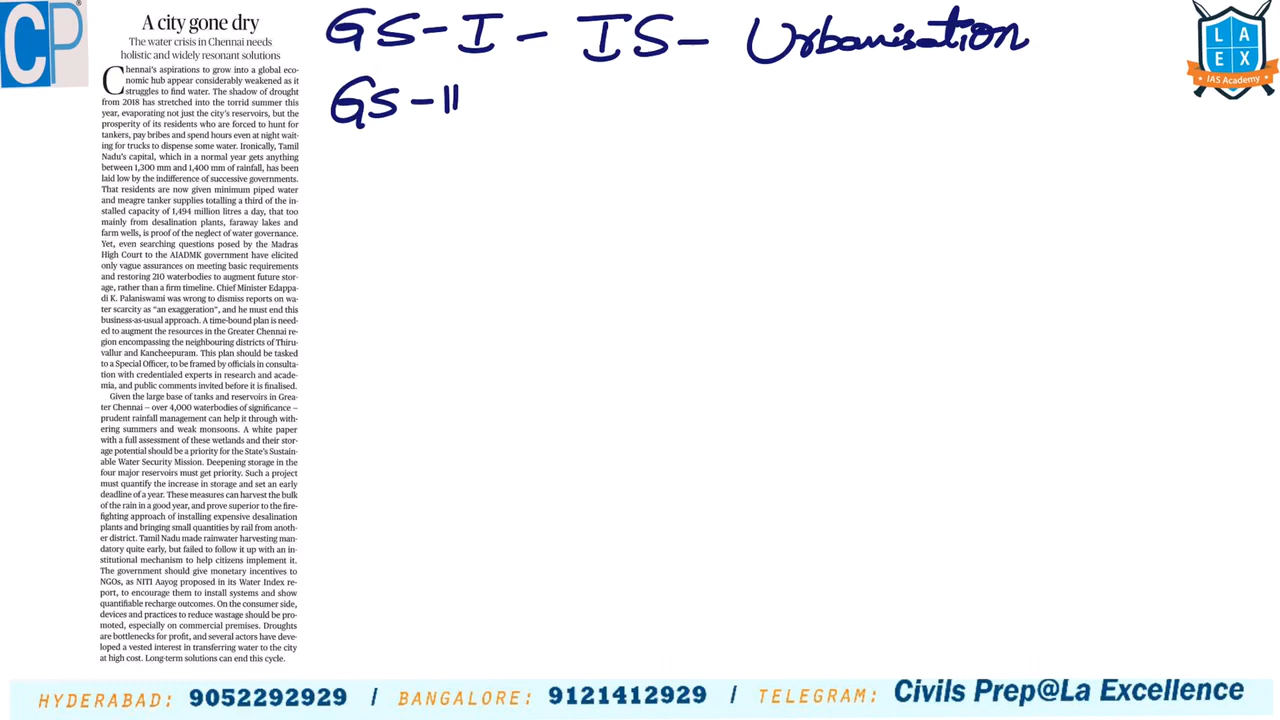 CP
®
A city gone dry
The water crisis in Chennai needs
holistic and widely resonant solutions
Chennai's aspirations to grow into a global eco-
nomic hub appear considerably weakened as it
struggles to find water. The shadow of drought
from 2018 has stretched into the torrid summer this
year, evaporating not just the city's reservoirs, but the
prosperity of its residents who are forced to hunt for
tankers, pay bribes and spend hours even at night wait-
ing for trucks to dispense some water. Ironically, Tamil
Nadu's capital, which in a normal year gets anything
between 1,300 mm and 1,400 mm of rainfall, has been
laid low by the indifference of successive governments.
That residents are now given minimum piped water
and meagre tanker supplies totalling a third of the in-
stalled capacity of 1,494 million litres a day, that too
mainly from desalination plants, faraway lakes and
farm wells, is proof of the neglect of water governance.
Yet, even searching questions posed by the Madras
High Court to the AIADMK government have elicited
only vague assurances on meeting basic requirements
and restoring 210 waterbodies to augment future stor-
age, rather than a firm timeline. Chief Minister Edappa-
di K. Palaniswami was wrong to dismiss reports on wa-
ter scarcity as "an exaggeration", and he must end this
business-as-usual approach. A time-bound plan is need-
ed to augment the resources in the Greater Chennai re-
gion encompassing the neighbouring districts of Thiru-
vallur and Kancheepuram. This plan should be tasked
to a Special Officer, to be framed by officials in consulta-
tion with credentialed experts in research and acade-
mia, and public comments invited before it is finalised.
Given the large base of tanks and reservoirs in Grea-
ter Chennai – over 4,000 waterbodies of significance –
prudent rainfall management can help it through with-
ering summers and weak monsoons. A white paper
with a full assessment of these wetlands and their stor-
age potential should be a priority for the State's Sustain-
able Water Security Mission. Deepening storage in the
four major reservoirs must get priority. Such a project
must quantify the increase in storage and set an early
deadline of a year. These measures can harvest the bulk
of the rain in a good year, and prove superior to the fire-
fighting approach of installing expensive desalination
plants and bringing small quantities by rail from anoth-
er district. Tamil Nadu made rainwater harvesting man-
datory quite early, but failed to follow it up with an in-
stitutional mechanism to help citizens implement it.
The government should give monetary incentives to
NGOs, as NITI Aayog proposed in its Water Index re-
port, to encourage them to install systems and show
quantifiable recharge outcomes. On the consumer side,
devices and practices to reduce wastage should be pro-
moted, especially on commercial premises. Droughts
are bottlenecks for profit, and several actors have deve-
loped a vested interest in transferring water to the city
at high cost. Long-term solutions can end this cycle.
GS-I - IS- Urbanisation
GS-II
L A
E X
IAS Academy
HYDERABAD: 9052292929 / BANGALORE: 9121412929 / TELEGRAM: Civils Prep@La Excellence